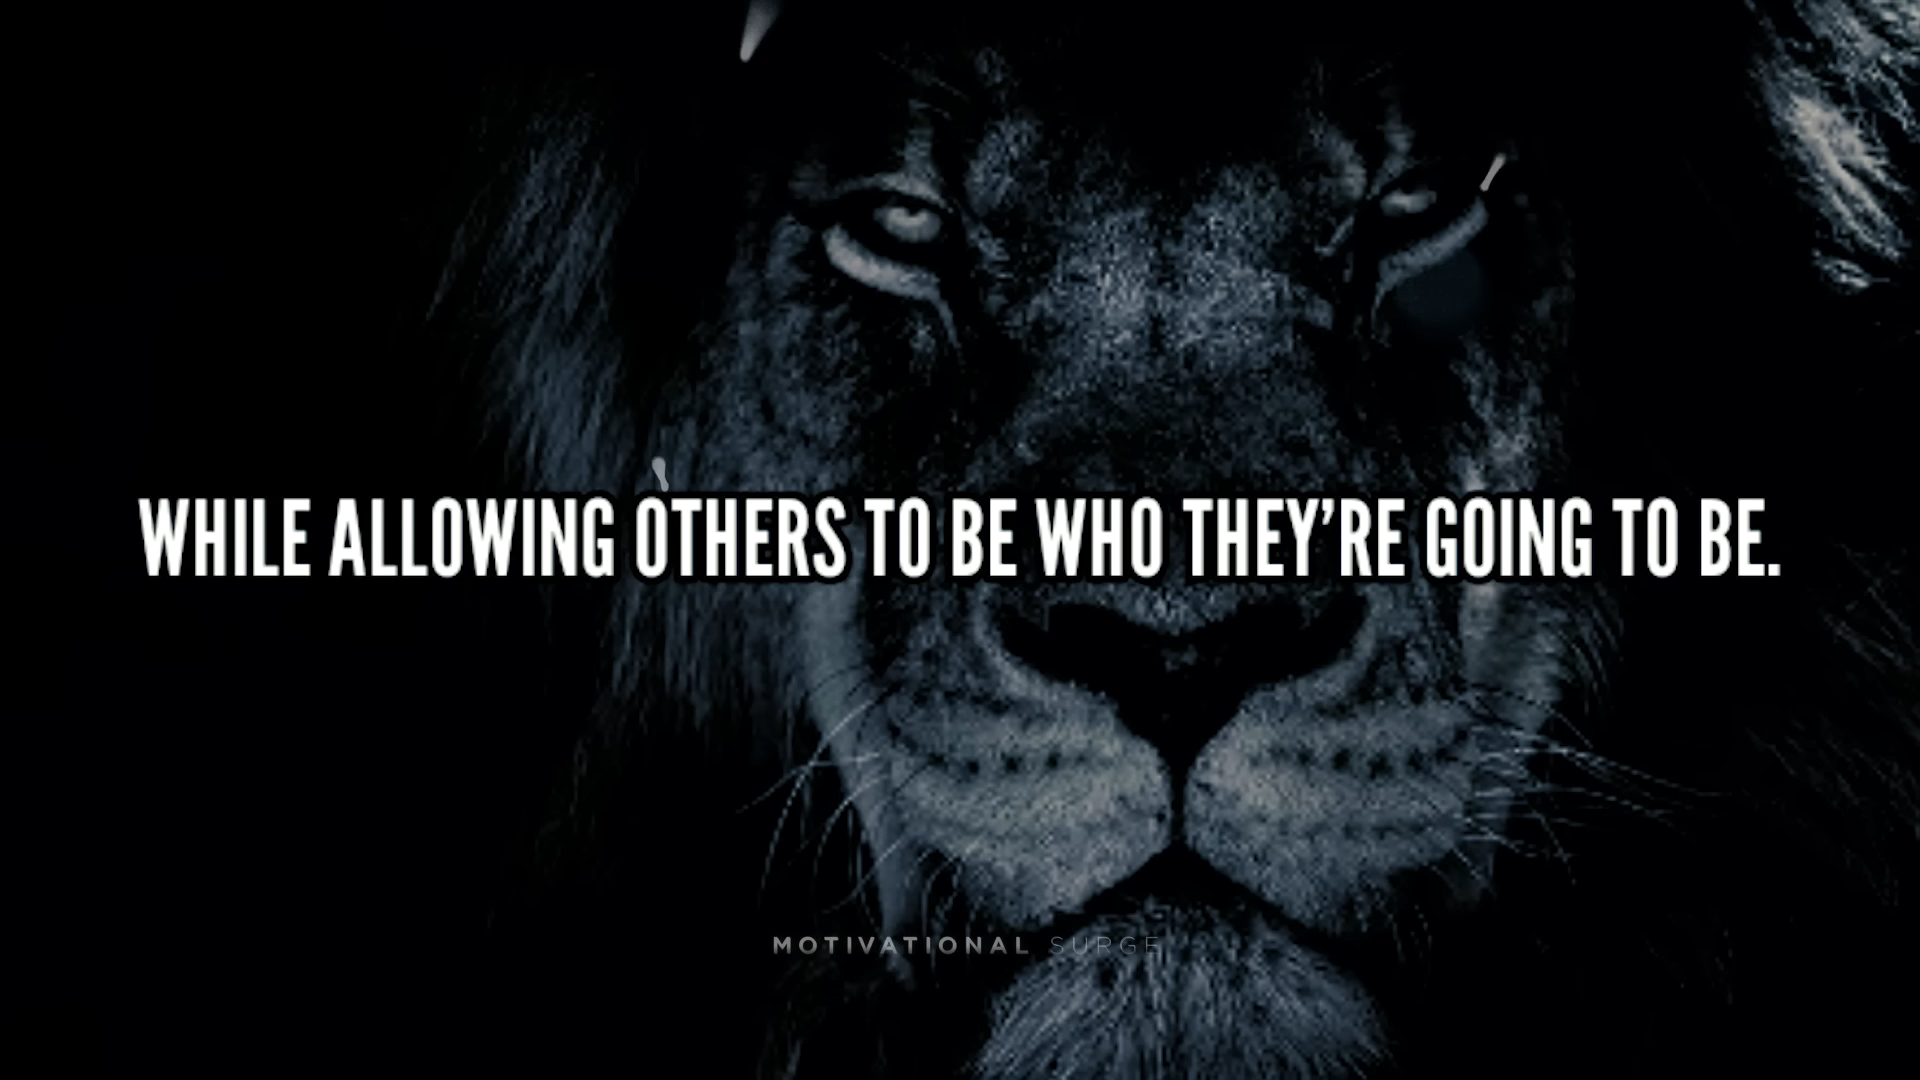 WHILE ALLOWING OTHERS TO BE WHO THEY’RE GOING TO BE.
MOTIVATIONAL SURGE